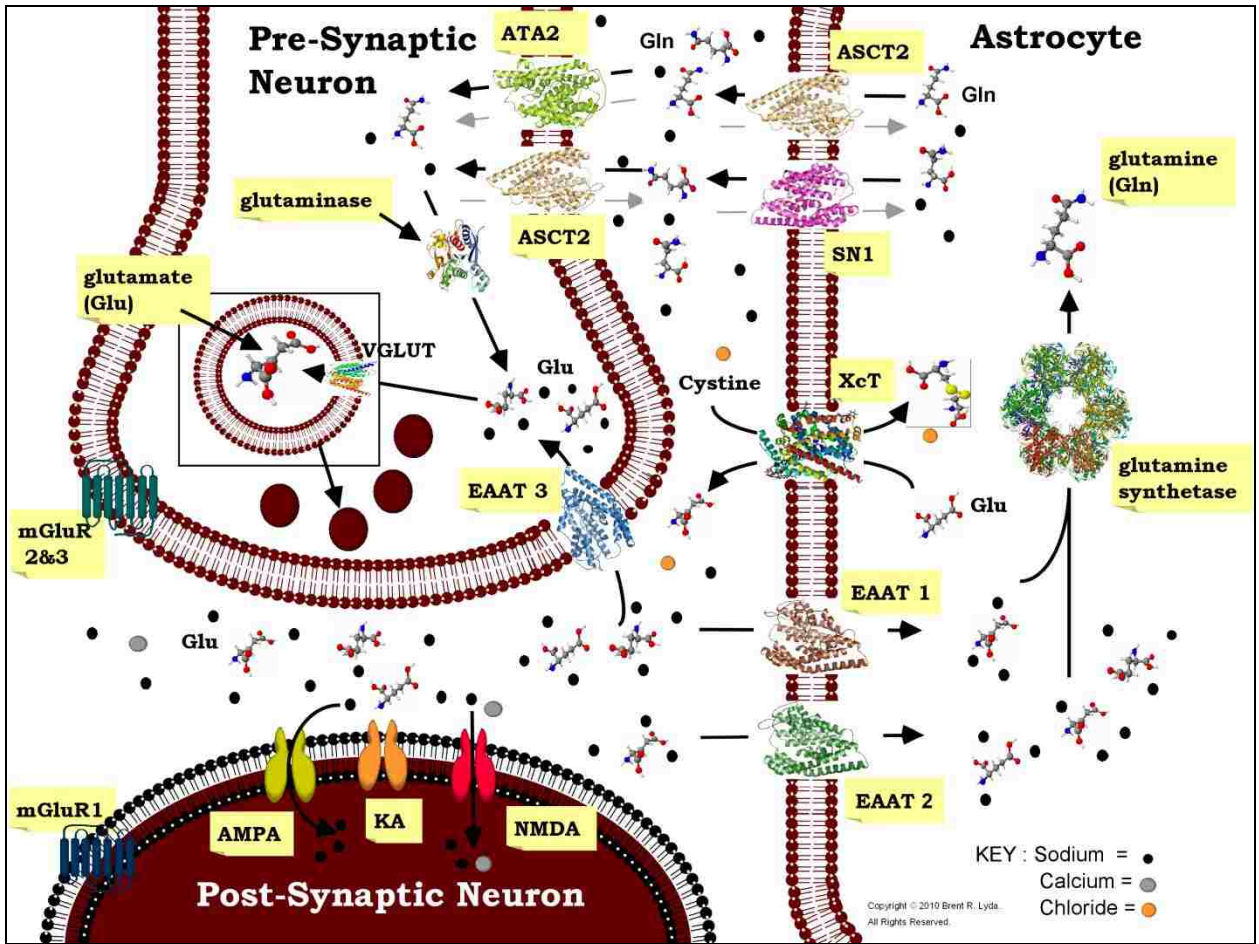 Pre-Synaptic
Neuron
ATA2
Gln
ASCT2
Astrocyte
Gln
glutamine
(Gln)
glutaminase
ASCT2
SN1
glutamate
(Glu)
VGLUT
Glu
Cystine
XcT
EAAT 3
Glu
glutamine
synthetase
mGluR
2&3
EAAT 1
Glu
mGluR1
AMPA
KA
NMDA
EAAT 2
Post-Synaptic Neuron
KEY : Sodium =
Calcium =
Chloride =
Copyright © 2010 Brent R. Lyda.
All Rights Reserved.